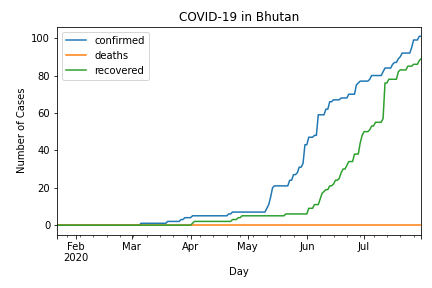 COVID-19 in Bhutan
confirmed
deaths
recovered
Number of Cases
100
80
60
40
20
0
Feb Mar Apr May Jun Jul
2020
Day